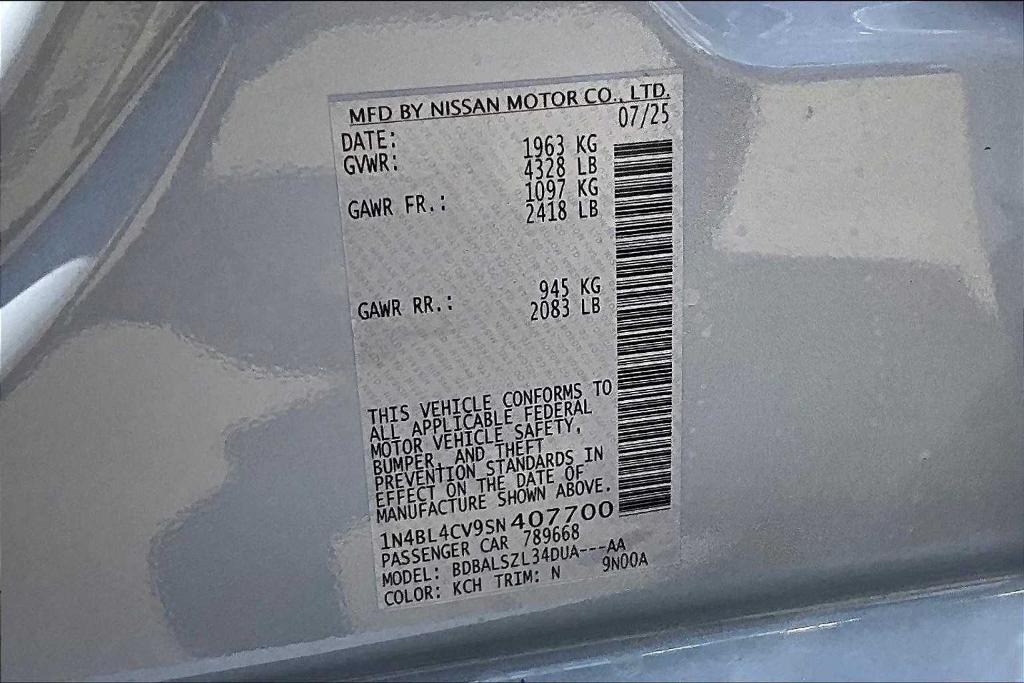 MFD BY NISSAN MOTOR CO., LTD.
DATE: 07/25
GVWR: 1963 KG
4328 LB
GAWR FR.: 1097 KG
2418 LB
GAWR RR.: 945 KG
2083 LB
THIS VEHICLE CONFORMS TO
ALL APPLICABLE FEDERAL
MOTOR VEHICLE SAFETY,
BUMPER, AND THEFT
PREVENTION STANDARDS IN
EFFECT ON THE DATE OF
MANUFACTURE SHOWN ABOVE.
1N4BL4CV9SN407700
PASSENGER CAR 789668
MODEL: BDBALSZL34DUA---AA
COLOR: KCH TRIM: N 9N00A